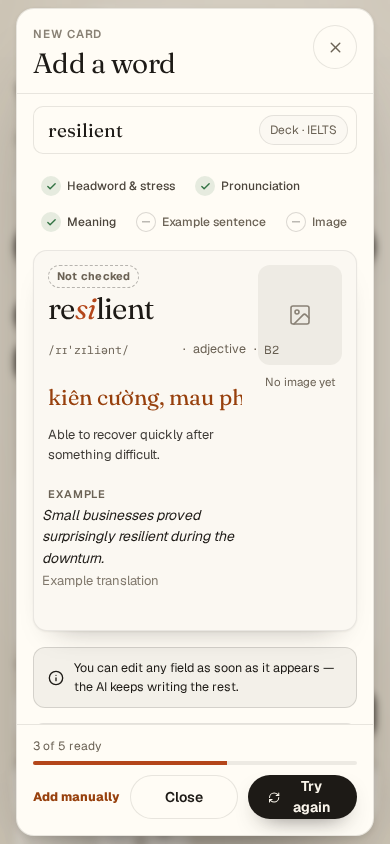 NEW CARD
Add a word
resilient
Deck · IELTS
Headword & stress
Pronunciation
Meaning
Example sentence
Image
Not checked
resilient
/rɪˈzɪliənt/ · adjective · B2
No image yet
kiên cường, mau ph
Able to recover quickly after
something difficult.
EXAMPLE
Small businesses proved
surprisingly resilient during the
downturn.
Example translation
You can edit any field as soon as it appears —
the AI keeps writing the rest.
3 of 5 ready
Add manually
Close
Try
again